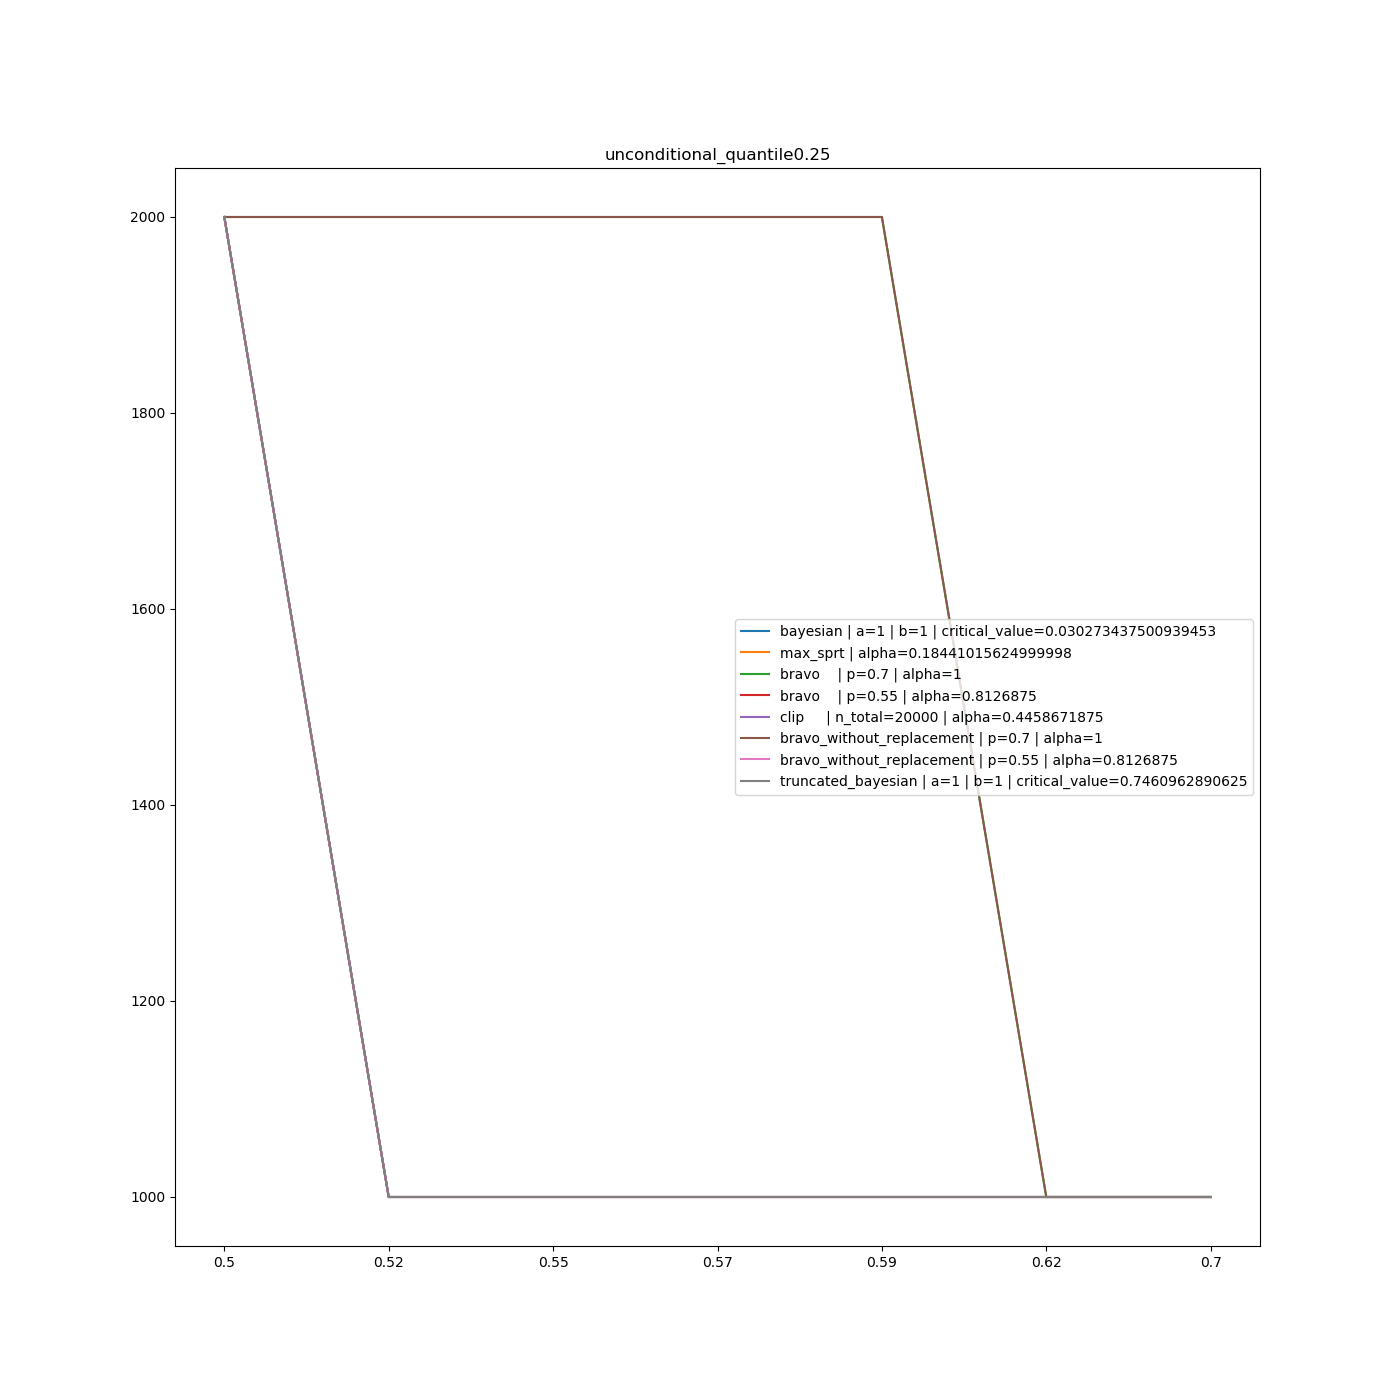 unconditional_quantile0.25
2000
1800
1600
1400
1200
1000
bayesian | a=1 | b=1 | critical_value=0.030273437500939453
max_sprt | alpha=0.18441015624999998
bravo    | p=0.7 | alpha=1
bravo    | p=0.55 | alpha=0.8126875
clip     | n_total=20000 | alpha=0.4458671875
bravo_without_replacement | p=0.7 | alpha=1
bravo_without_replacement | p=0.55 | alpha=0.8126875
truncated_bayesian | a=1 | b=1 | critical_value=0.7460962890625
0.5 0.52 0.55 0.57 0.59 0.62 0.7